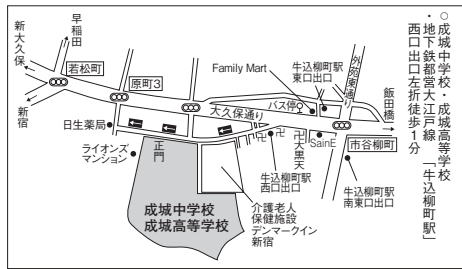 ○成城中学校・成城高等学校
・地下鉄都営大江戸線「牛込柳町駅」
西口出口左折徒歩1分
新大久保
早稲田
若松町
新宿
原町3
Family Mart
牛込柳町駅
東口出口
外苑東通り
飯田橋
バス停
大久保通り
日生薬局
ライオンズ
マンション
正門
卍
卍
卍
大黒天
SainE
市谷柳町
牛込柳町駅
西口出口
牛込柳町駅
南東口出口
介護老人
保健施設
デンマークイン
新宿
成城中学校
成城高等学校